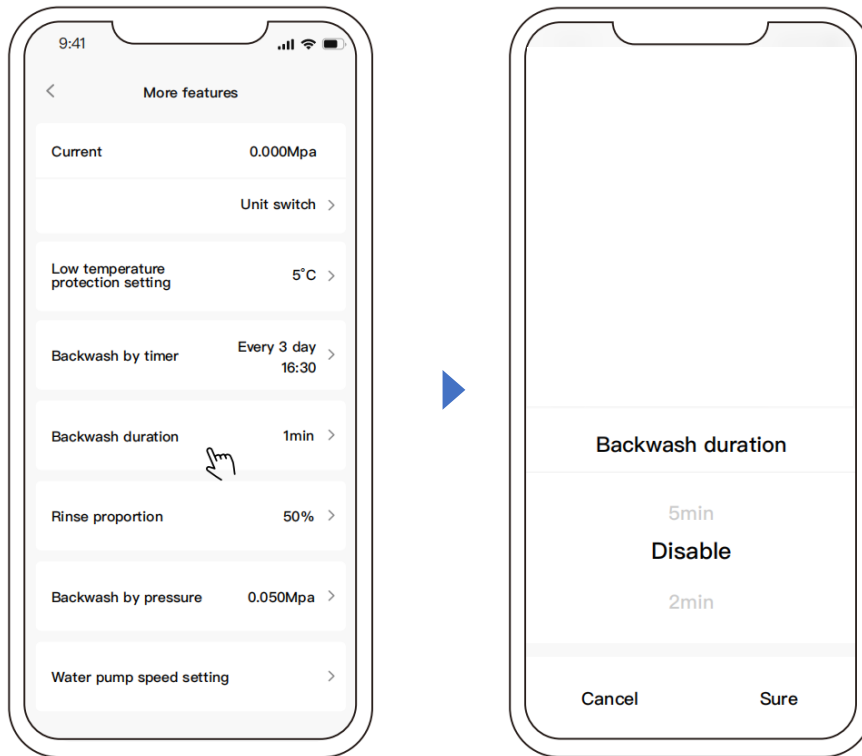 9:41
More features
Current 0.000Mpa
Unit switch
Low temperature
protection setting
5°C
Backwash by timer
Every 3 day
16:30
Backwash duration 1min
Rinse proportion 50%
Backwash by pressure 0.050Mpa
Water pump speed setting
Backwash duration
5min
Disable
2min
Cancel Sure